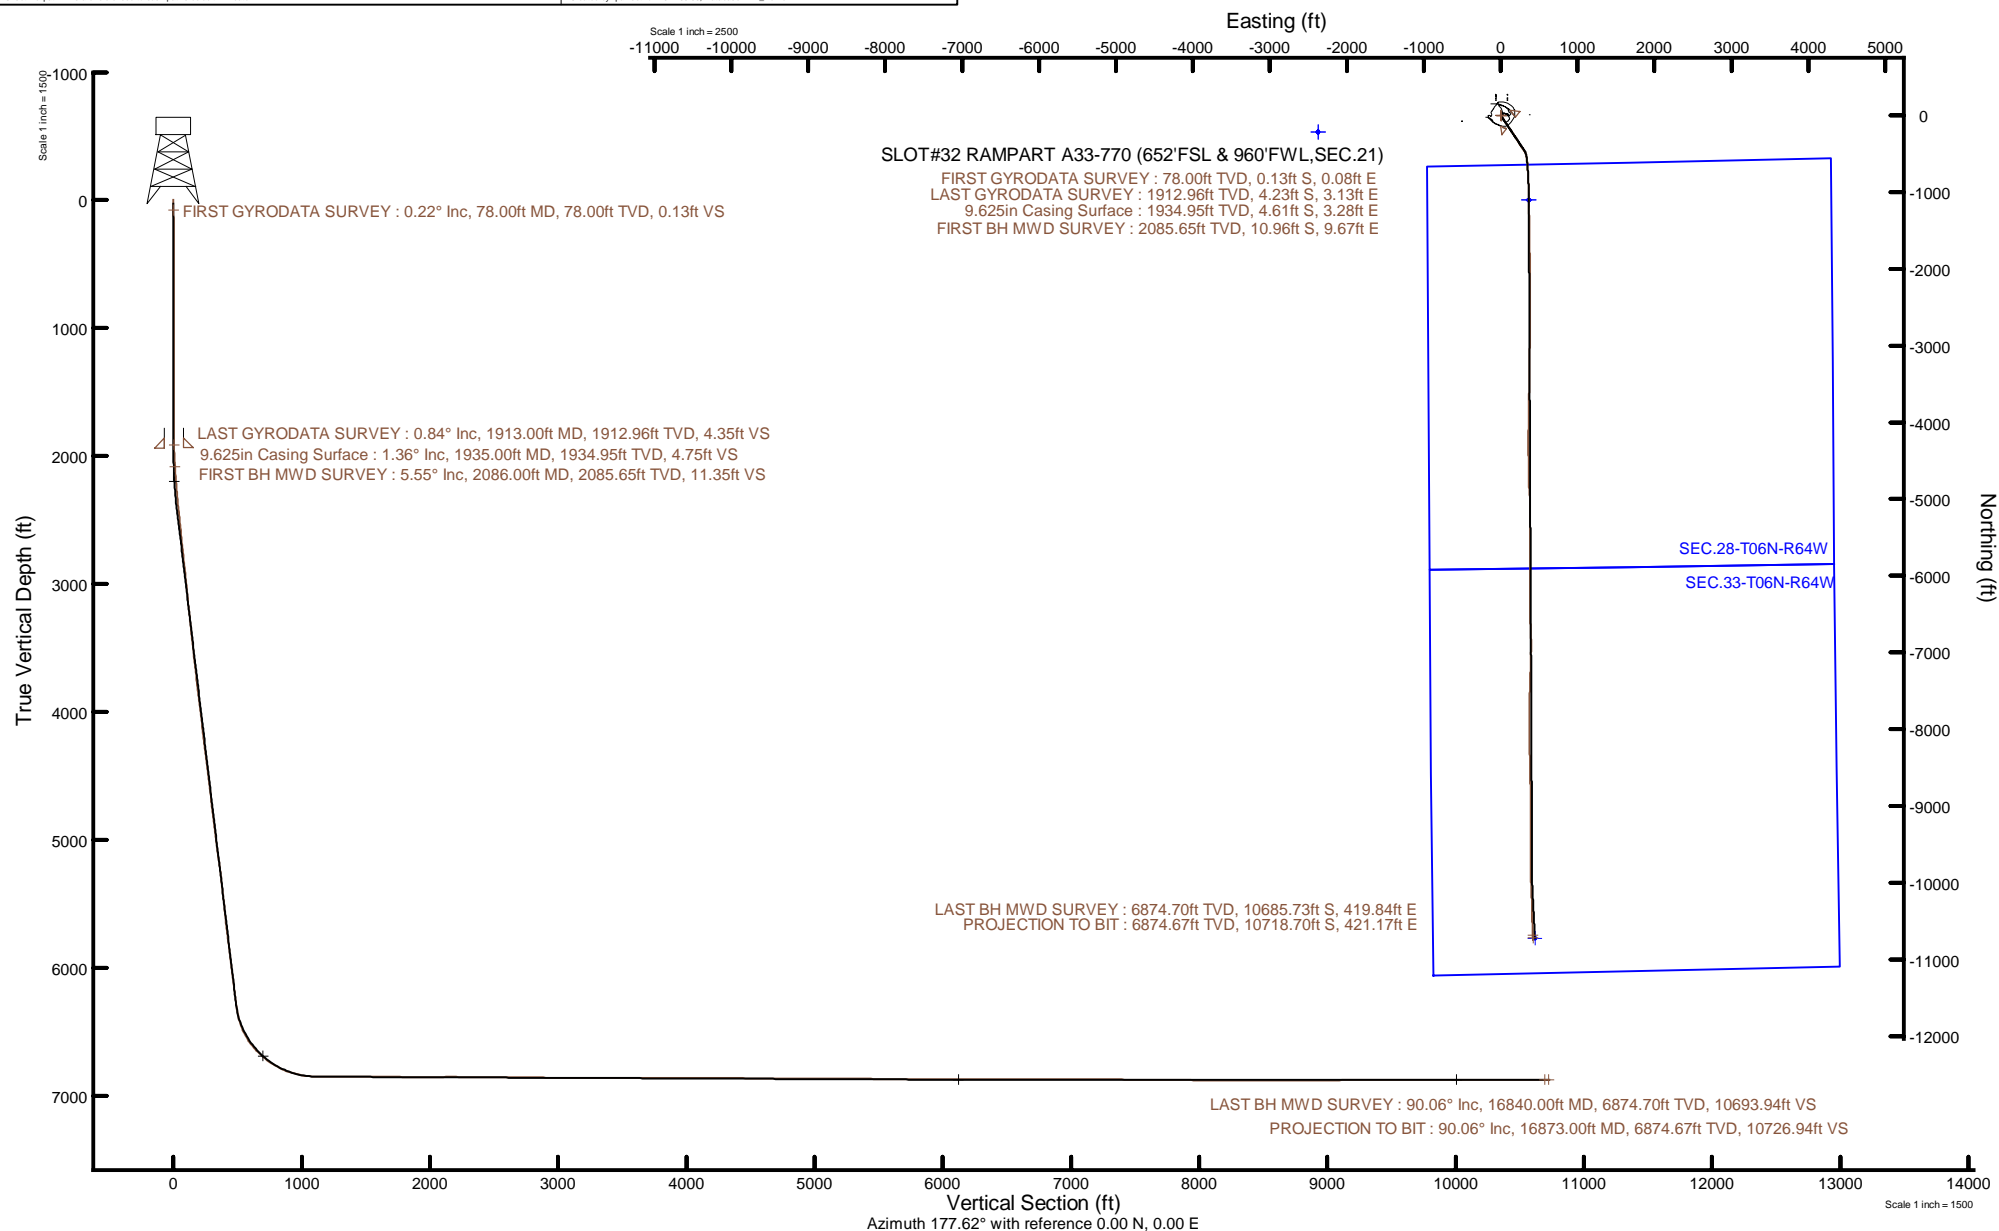 Easting (ft)
Scale 1 inch = 2500
-11000 -10000 -9000 -8000 -7000 -6000 -5000 -4000 -3000 -2000 -1000 0 1000 2000 3000 4000 5000
Scale 1 inch = 1500
-1000
0
1000
2000
3000
4000
5000
6000
7000
True Vertical Depth (ft)
FIRST GYRODATA SURVEY : 0.22° Inc, 78.00ft MD, 78.00ft TVD, 0.13ft VS
LAST GYRODATA SURVEY : 0.84° Inc, 1913.00ft MD, 1912.96ft TVD, 4.35ft VS
9.625in Casing Surface : 1.36° Inc, 1935.00ft MD, 1934.95ft TVD, 4.75ft VS
FIRST BH MWD SURVEY : 5.55° Inc, 2086.00ft MD, 2085.65ft TVD, 11.35ft VS
SLOT#32 RAMPART A33-770 (652'FSL & 960'FWL,SEC.21)
FIRST GYRODATA SURVEY : 78.00ft TVD, 0.13ft S, 0.08ft E
LAST GYRODATA SURVEY : 1912.96ft TVD, 4.23ft S, 3.13ft E
9.625in Casing Surface : 1934.95ft TVD, 4.61ft S, 3.28ft E
FIRST BH MWD SURVEY : 2085.65ft TVD, 10.96ft S, 9.67ft E
SEC.28-T06N-R64W
SEC.33-T06N-R64W
LAST BH MWD SURVEY : 6874.70ft TVD, 10685.73ft S, 419.84ft E
PROJECTION TO BIT : 6874.67ft TVD, 10718.70ft S, 421.17ft E
0
-1000
-2000
-3000
-4000
-5000
-6000
-7000
-8000
-9000
-10000
-11000
-12000
Northing (ft)
LAST BH MWD SURVEY : 90.06° Inc, 16840.00ft MD, 6874.70ft TVD, 10693.94ft VS
PROJECTION TO BIT : 90.06° Inc, 16873.00ft MD, 6874.67ft TVD, 10726.94ft VS
0 1000 2000 3000 4000 5000 6000 7000 8000 9000 10000 11000 12000 13000 14000
Vertical Section (ft)
Scale 1 inch = 1500
Azimuth 177.62° with reference 0.00 N, 0.00 E